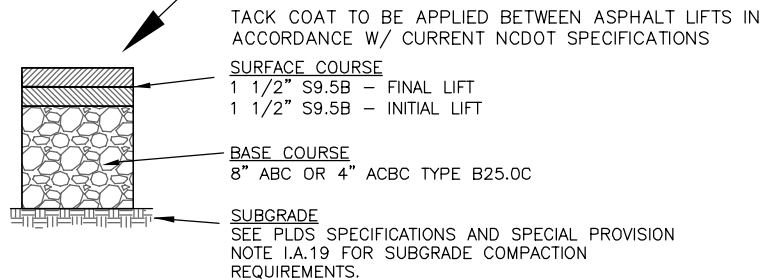 TACK COAT TO BE APPLIED BETWEEN ASPHALT LIFTS IN
ACCORDANCE W/ CURRENT NCDOT SPECIFICATIONS
SURFACE COURSE
1 1/2" S9.5B – FINAL LIFT
1 1/2" S9.5B – INITIAL LIFT
BASE COURSE
8" ABC OR 4" ACBC TYPE B25.0C
SUBGRADE
SEE PLDS SPECIFICATIONS AND SPECIAL PROVISION
NOTE I.A.19 FOR SUBGRADE COMPACTION
REQUIREMENTS.